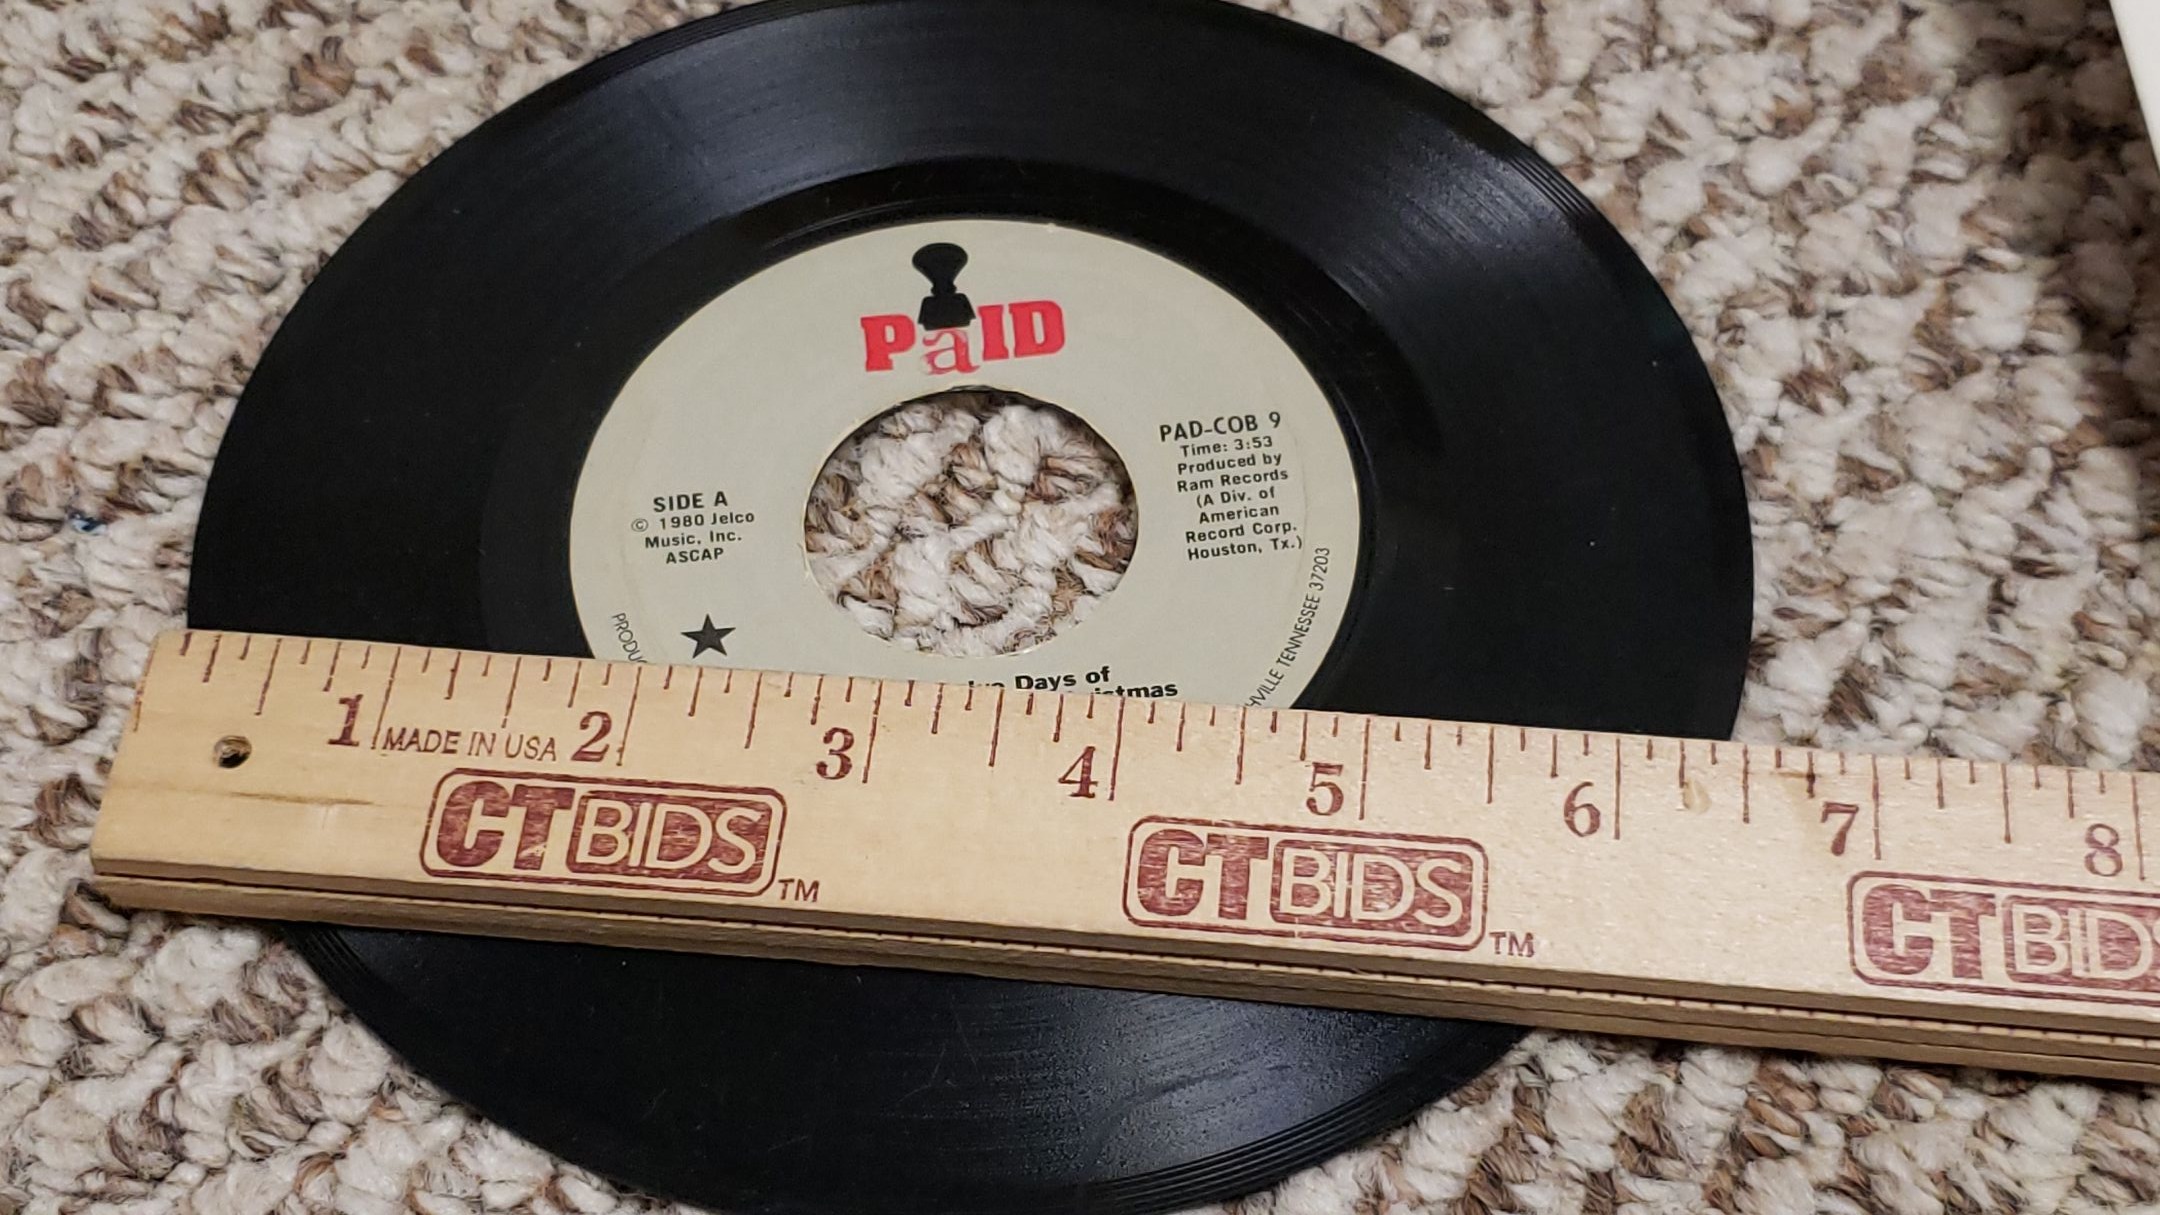 PaID
PAD-COB 9
Time: 3:53
Produced by
Ram Records
(A Div. of
American
Record Corp.
Houston, Tx.)
SIDE A
© 1980 Jelco
Music, Inc.
ASCAP
TENNESSEE 37203
Days of
1 2 3 4 5 6 7 8
MADE IN USA
CTBIDS TM
CTBIDS TM
CTBIDS